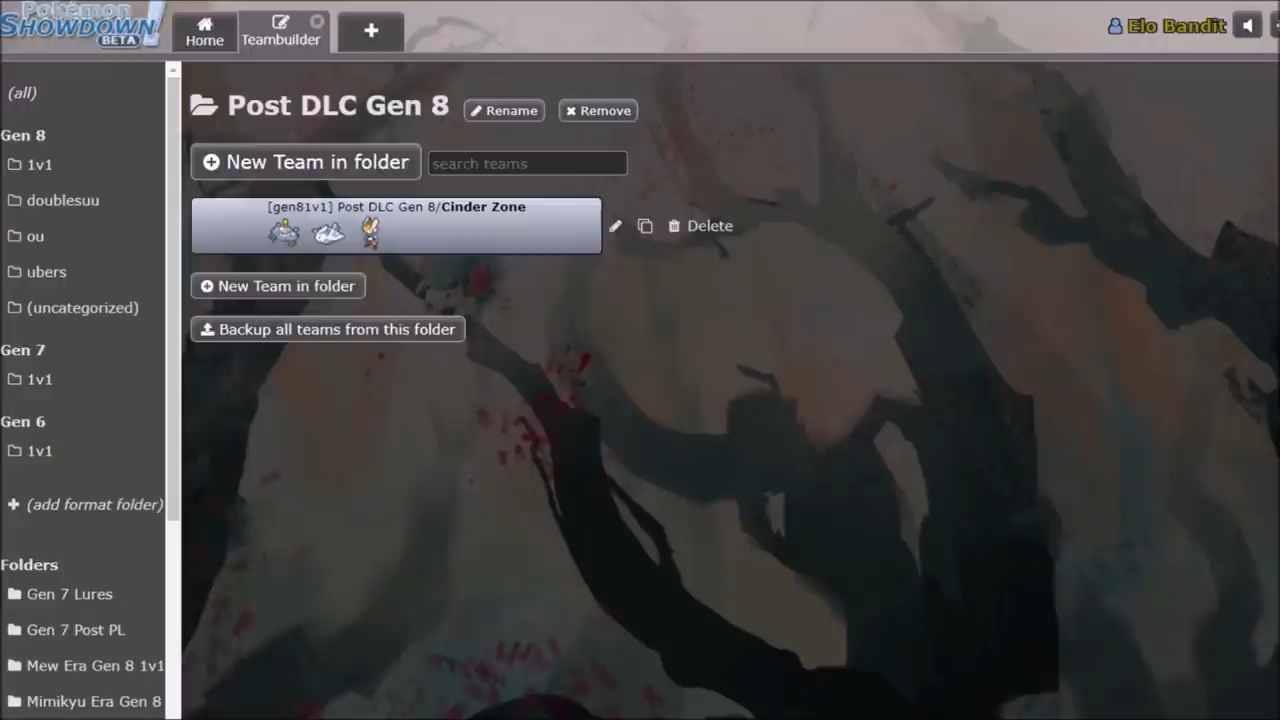 Pokémon
Showdown!
BETA
Home
Teambuilder
Elo Bandit
(all)
Gen 8
1v1
doublesuu
ou
ubers
(uncategorized)
Gen 7
1v1
Gen 6
1v1
(add format folder)
Folders
Gen 7 Lures
Gen 7 Post PL
Mew Era Gen 8 1v1
Mimikyu Era Gen 8
Post DLC Gen 8
Rename
Remove
New Team in folder
search teams
[gen81v1] Post DLC Gen 8/Cinder Zone
Delete
New Team in folder
Backup all teams from this folder